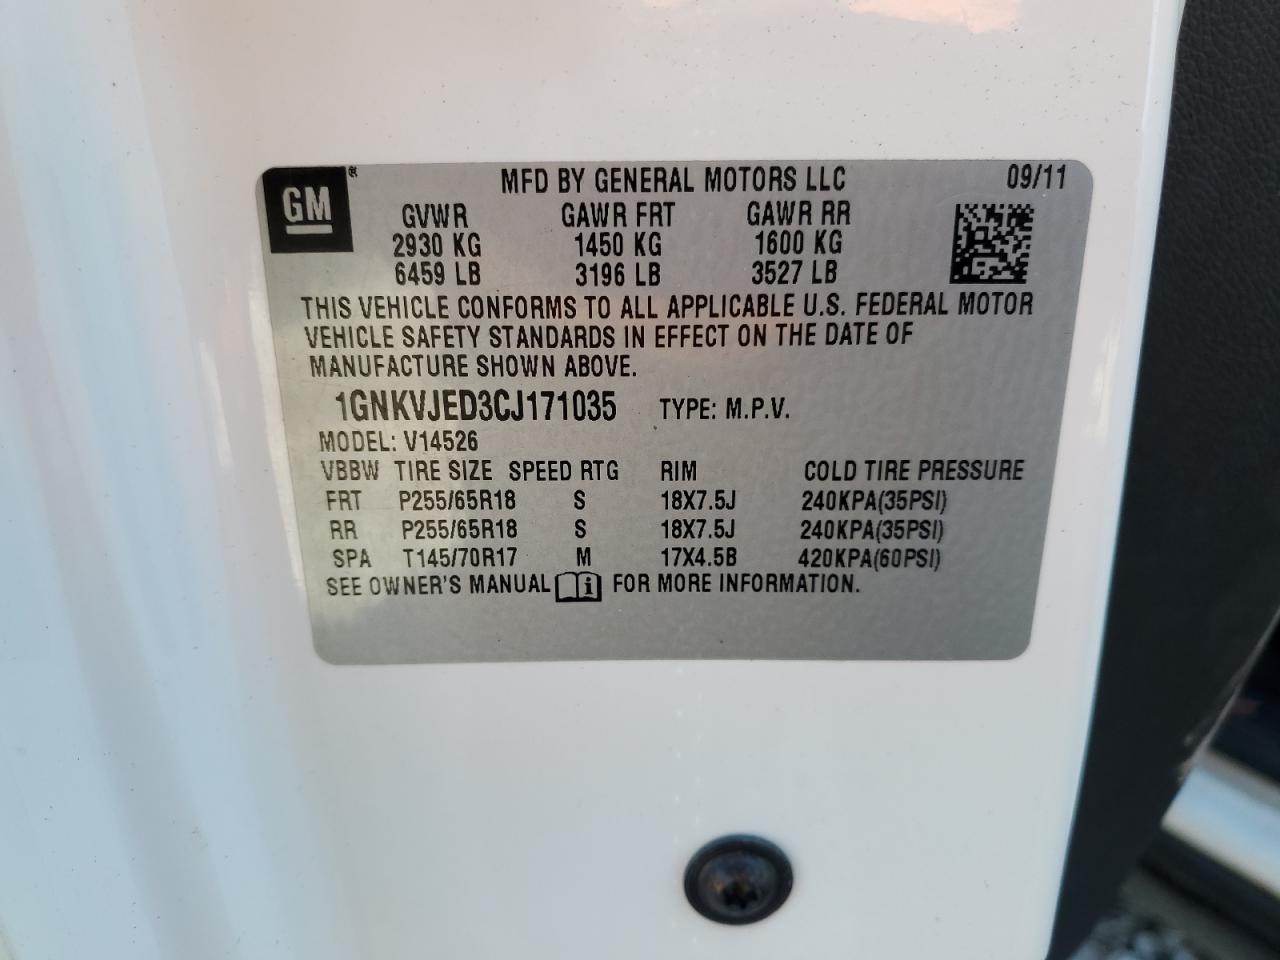 GM® MFD BY GENERAL MOTORS LLC 09/11
GVWR GAWR FRT GAWR RR
2930 KG 1450 KG 1600 KG
6459 LB 3196 LB 3527 LB
THIS VEHICLE CONFORMS TO ALL APPLICABLE U.S. FEDERAL MOTOR
VEHICLE SAFETY STANDARDS IN EFFECT ON THE DATE OF
MANUFACTURE SHOWN ABOVE.
1GNKVJED3CJ171035 TYPE: M.P.V.
MODEL: V14526
VBBW TIRE SIZE SPEED RTG RIM COLD TIRE PRESSURE
FRT P255/65R18 S 18X7.5J 240KPA(35PSI)
RR P255/65R18 S 18X7.5J 240KPA(35PSI)
SPA T145/70R17 M 17X4.5B 420KPA(60PSI)
SEE OWNER'S MANUAL i FOR MORE INFORMATION.